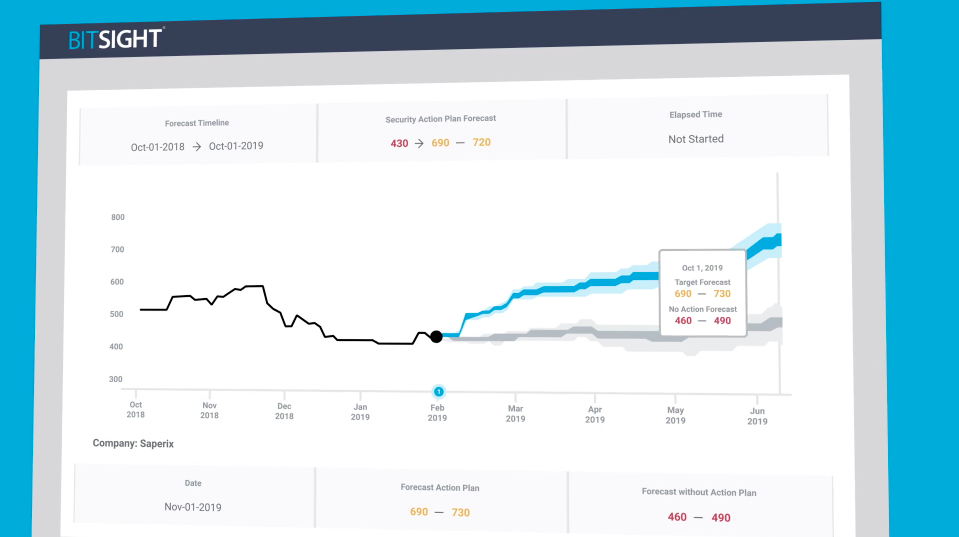 BITSIGHT
Forecast Timeline
Oct-01-2018 → Oct-01-2019
Security Action Plan Forecast
430 → 690 — 720
Elapsed Time
Not Started
800
700
600
500
400
300
Oct 1, 2019
Target Forecast
690 — 730
No Action Forecast
460 — 490
1
Oct
2018
Nov
2018
Dec
2018
Jan
2019
Feb
2019
Mar
2019
Apr
2019
May
2019
Jun
2019
Company: Saperix
Date
Nov-01-2019
Forecast Action Plan
690 — 730
Forecast without Action Plan
460 — 490